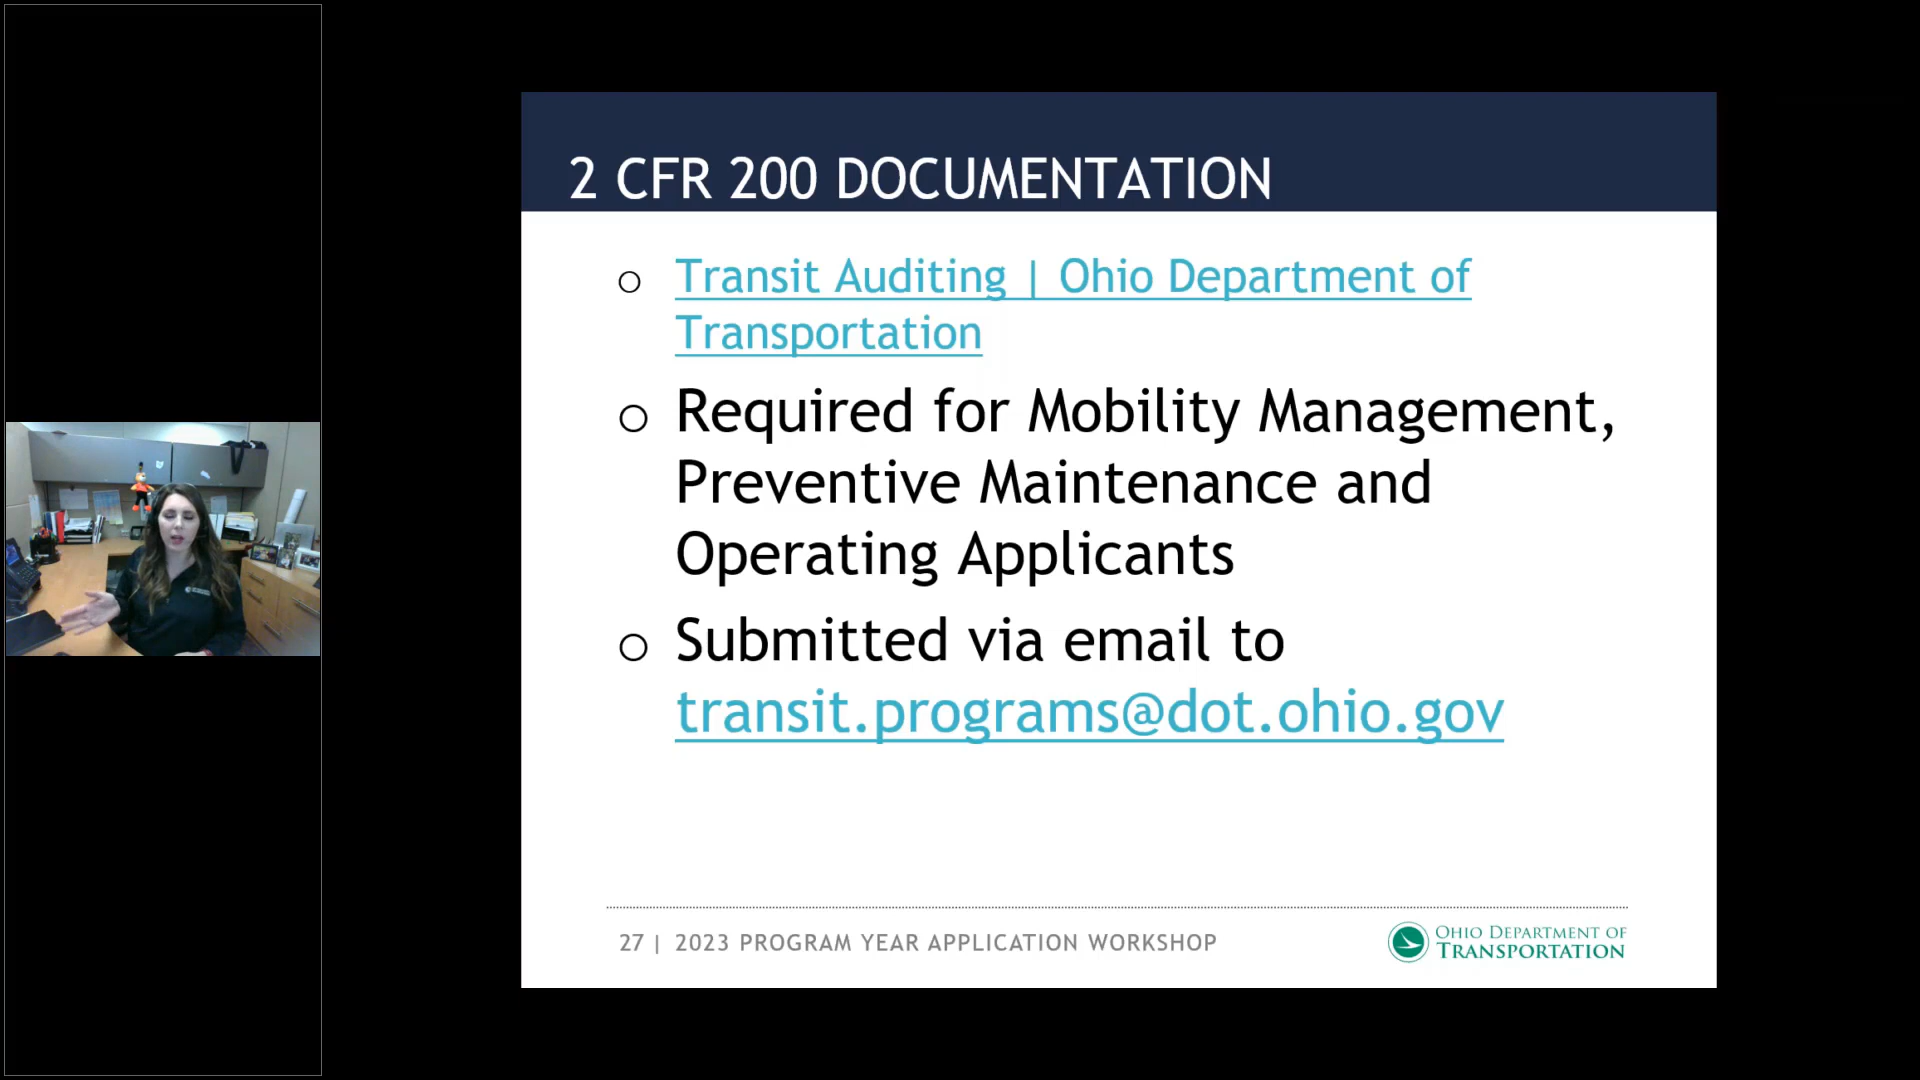 2 CFR 200 DOCUMENTATION
Transit Auditing | Ohio Department of
Transportation
Required for Mobility Management,
Preventive Maintenance and
Operating Applicants
Submitted via email to
transit.programs@dot.ohio.gov
27 | 2023 PROGRAM YEAR APPLICATION WORKSHOP
OHIO DEPARTMENT OF
TRANSPORTATION